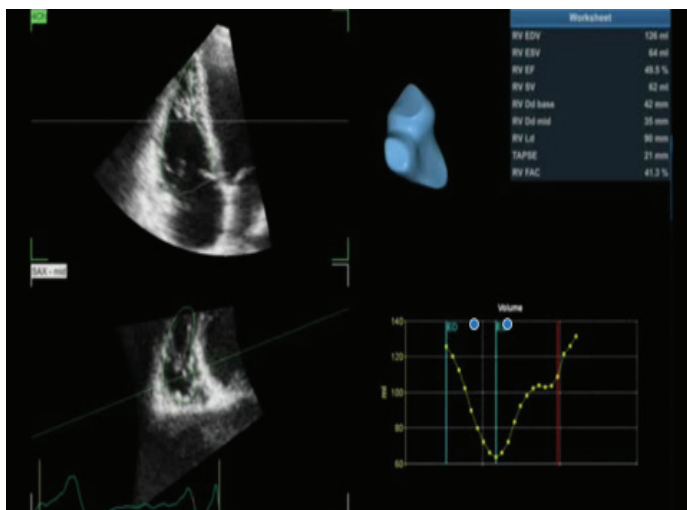 4CH
Worksheet
RV EDV 126 ml
RV ESV 64 ml
RV EF 49.5 %
RV SV 62 ml
RV Dd base 42 mm
RV Dd mid 35 mm
RV Ld 90 mm
TAPSE 21 mm
RV FAC 41.3 %
SAX - mid
Volume
140
ED
120
100
ml
80
60